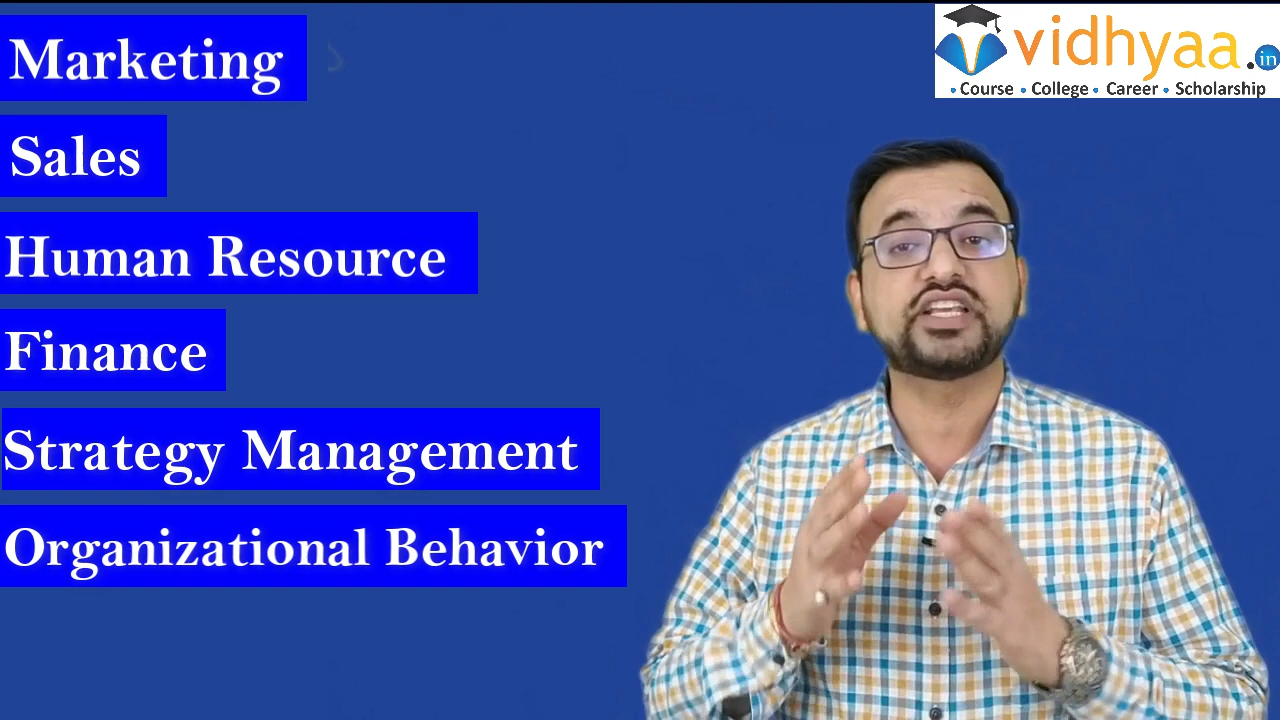 Marketing
Sales
Human Resource
Finance
Strategy Management
Organizational Behavior
vidhyaa.in
• Course • College • Career • Scholarship